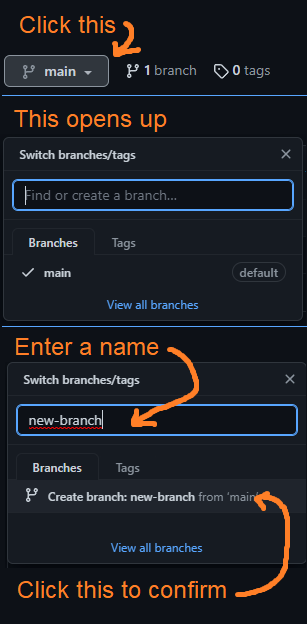 Click this
main 1 branch 0 tags
This opens up
Switch branches/tags
Find or create a branch...
Branches Tags
main default
View all branches
Enter a name
Switch branches/tags
new-branch
Branches Tags
Create branch: new-branch from 'main'
View all branches
Click this to confirm